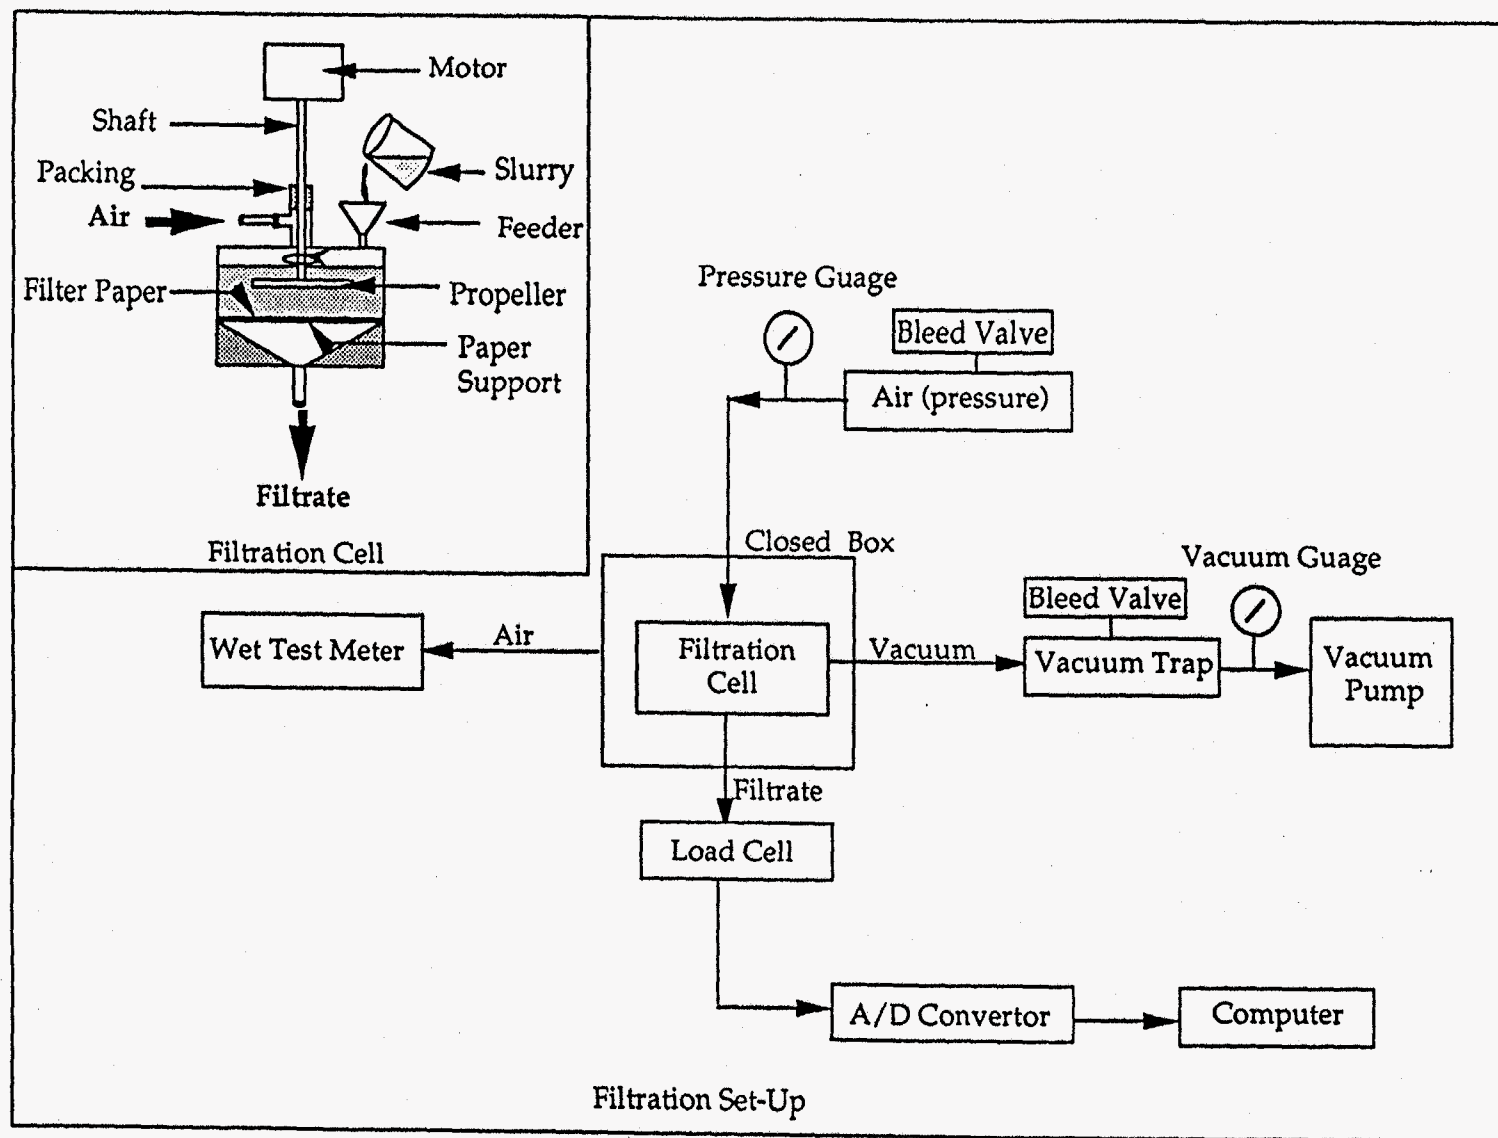 Motor
Shaft
Packing
Slurry
Air
Feeder
Filter Paper
Propeller
Paper
Support
Filtrate
Filtration Cell
Pressure Guage
Bleed Valve
Air (pressure)
Closed Box
Vacuum Guage
Bleed Valve
Wet Test Meter
Air
Filtration
Cell
Vacuum
Vacuum Trap
Vacuum
Pump
Filtrate
Load Cell
A/D Convertor
Computer
Filtration Set-Up